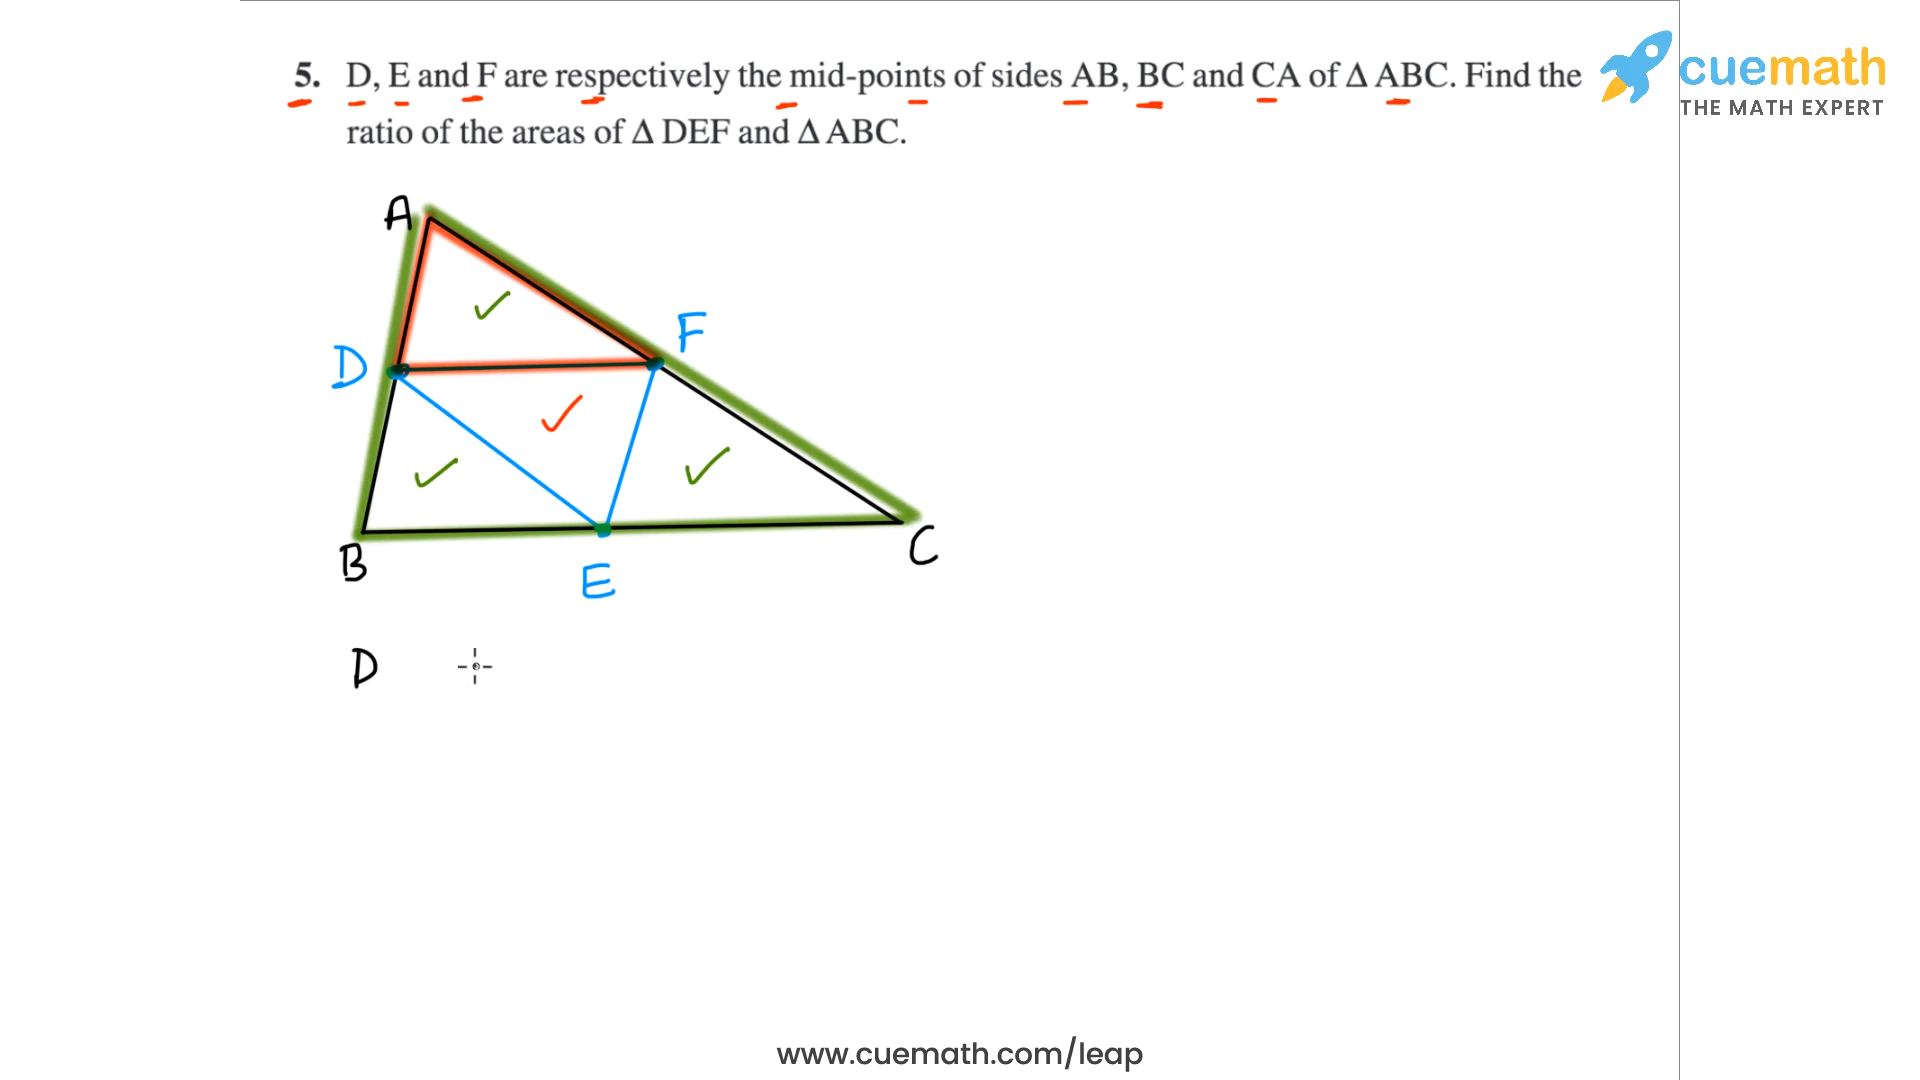 5. D, E and F are respectively the mid-points of sides AB, BC and CA of Δ ABC. Find the
ratio of the areas of Δ DEF and Δ ABC.
cuemath
THE MATH EXPERT
A
F
D
B
C
E
D
www.cuemath.com/leap